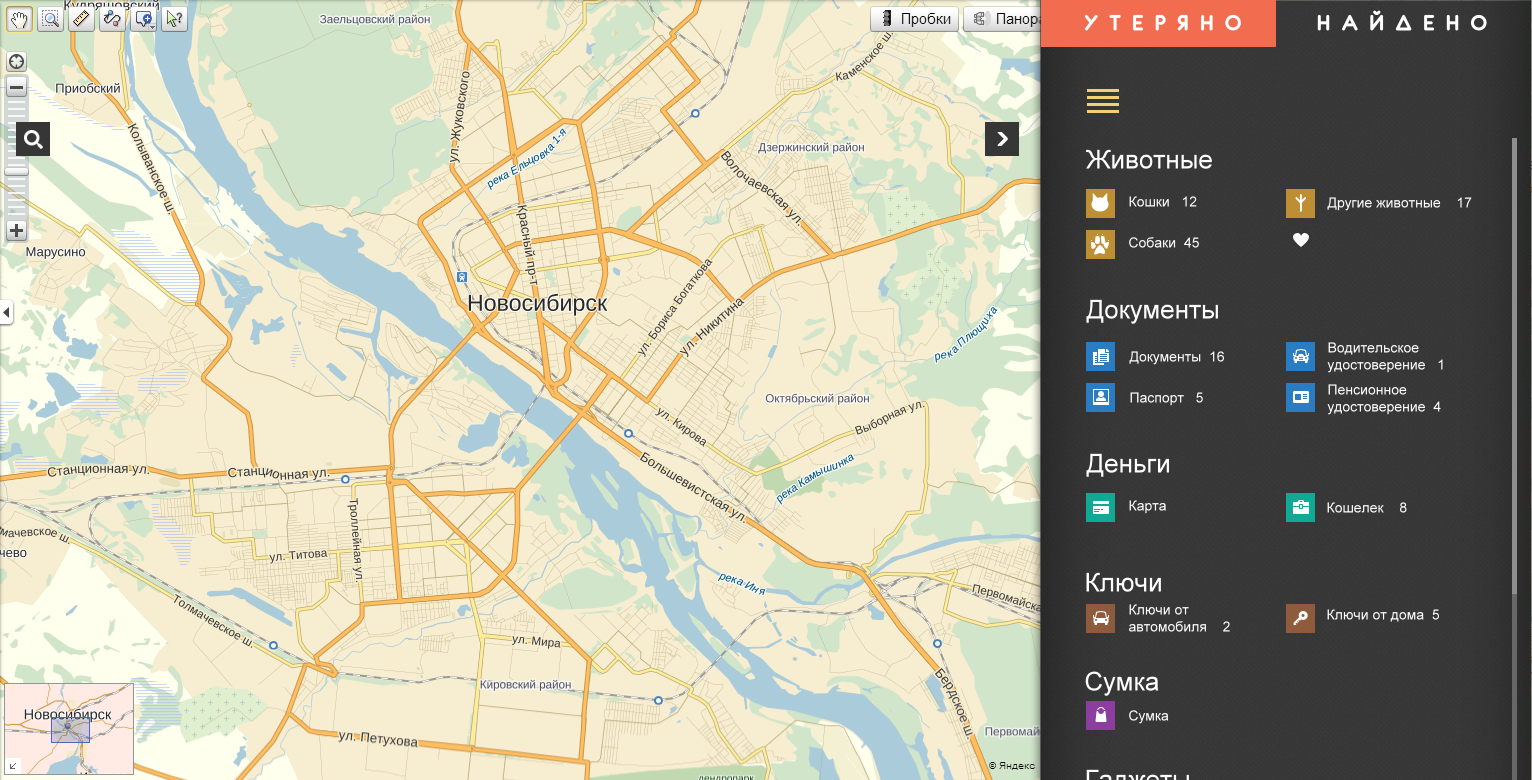 Кудряшовский
Заельцовский район
Пробки
Панора
УТЕРЯНО
НАЙДЕНО
Каменское ш.
Приобский
ул. Жуковского
Колыванское ш.
река Ельцовка 1-я
Дзержинский район
Волочаевская ул.
Красный пр-т
Марусино
Новосибирск
ул. Бориса Богаткова
ул. Никитина
река Плющиха
Октябрьский район
ул. Кирова
Выборная ул.
Станционная ул.
Станционная ул.
Большевистская ул.
река Камышинка
Троллейная ул.
мачевское ш.
чево
ул. Титова
река Иня
Первомайска
Толмачевское ш.
ул. Мира
Кировский район
Бердское ш.
Новосибирск
ул. Петухова
Первомай
дендропарк
© Яндекс
Животные
Кошки 12
Другие животные 17
Собаки 45
Документы
Документы 16
Водительское
удостоверение 1
Паспорт 5
Пенсионное
удостоверение 4
Деньги
Карта
Кошелек 8
Ключи
Ключи от
автомобиля 2
Ключи от дома 5
Сумка
Сумка
Гаджеты